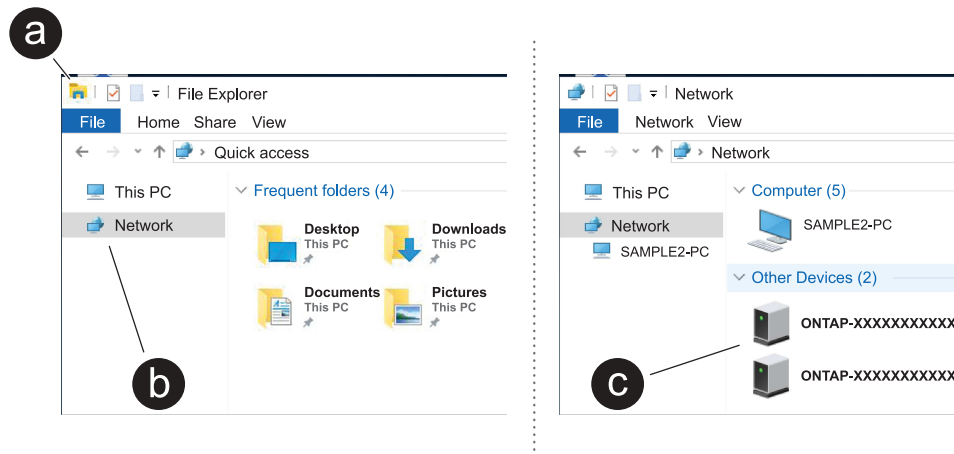 a
File Explorer
File Home Share View
Quick access
This PC
Network
Frequent folders (4)
Desktop
This PC
Downloads
This PC
Documents
This PC
Pictures
This PC
b
Network
File Network View
Network
This PC
Network
SAMPLE2-PC
Computer (5)
SAMPLE2-PC
Other Devices (2)
ONTAP-XXXXXXXXXXX
ONTAP-XXXXXXXXXXX
c